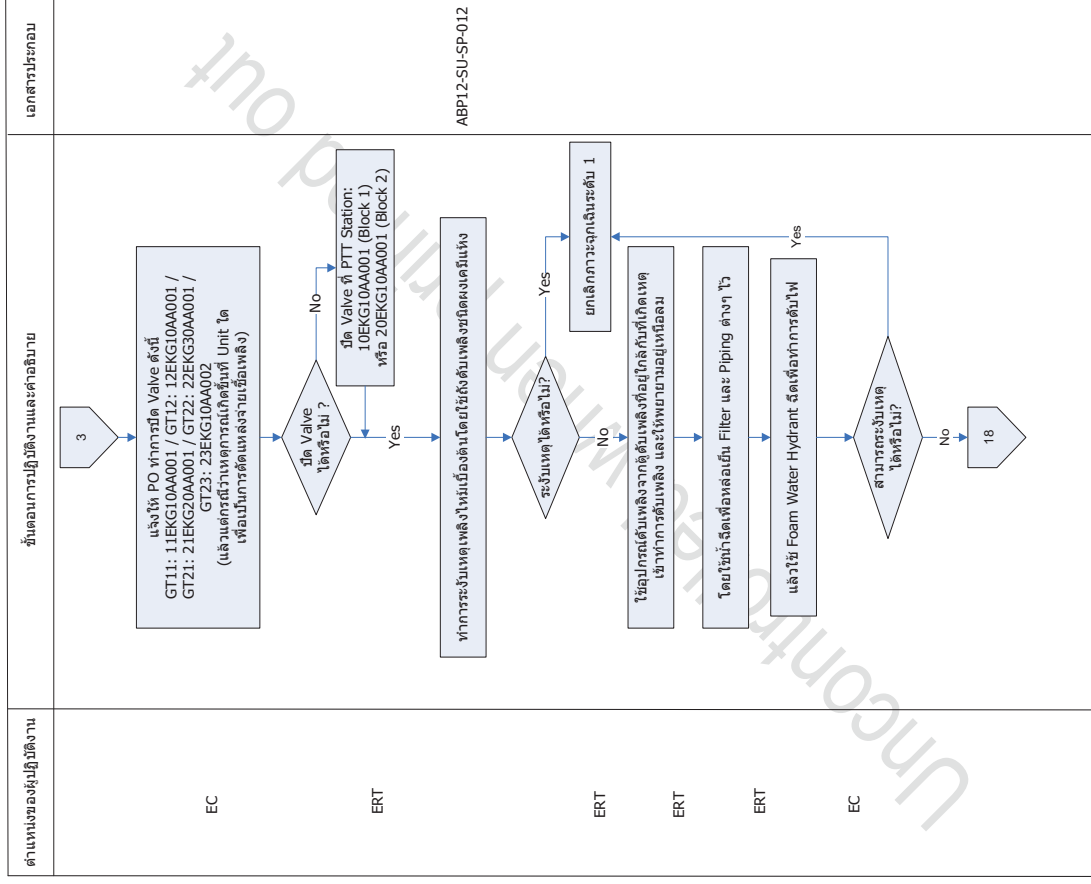 ตำแหน่งของผู้ปฏิบัติงาน
ขั้นตอนการปฏิบัติงานและคำอธิบาย
เอกสารประกอบ
3
EC
แจ้งให้ PO ทำการปิด Valve ดังนี้
GT11: 11EKG10AA001 / GT12: 12EKG10AA001 /
GT21: 21EKG20AA001 / GT22: 22EKG30AA001 /
GT23: 23EKG10AA002
(แล้วแต่กรณีว่าเหตุการณ์เกิดขึ้นที่ Unit ใด
เพื่อเป็นการตัดแหล่งจ่ายเชื้อเพลิง)
ปิด Valve
ได้หรือไม่ ?
No
ปิด Valve ที่ PTT Station:
10EKG10AA001 (Block 1)
หรือ 20EKG10AA001 (Block 2)
Yes
ERT
ทำการระงับเหตุเพลิงไหม้เบื้องต้นโดยใช้ถังดับเพลิงชนิดผงเคมีแห้ง
ABP12-SU-SP-012
ระงับเหตุได้หรือไม่?
Yes
ยกเลิกภาวะฉุกเฉินระดับ 1
No
ERT
ใช้อุปกรณ์ดับเพลิงจากตู้ดับเพลิงที่อยู่ใกล้กับที่เกิดเหตุ
เข้าทำการดับเพลิง และให้พยายามอยู่เหนือลม
ERT
โดยใช้น้ำฉีดเพื่อหล่อเย็น Filter และ Piping ต่างๆ ไว้
ERT
แล้วใช้ Foam Water Hydrant ฉีดเพื่อทำการดับไฟ
Yes
EC
สามารถระงับเหตุ
ได้หรือไม่?
No
18
Uncontrolled when printed out